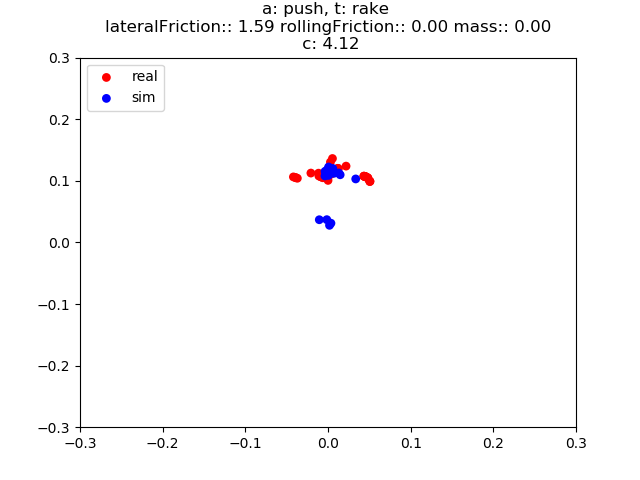 a: push, t: rake
lateralFriction:: 1.59 rollingFriction:: 0.00 mass:: 0.00
c: 4.12
0.3
real
sim
0.2
0.1
0.0
−0.1
−0.2
−0.3
−0.3
−0.2
−0.1
0.0
0.1
0.2
0.3